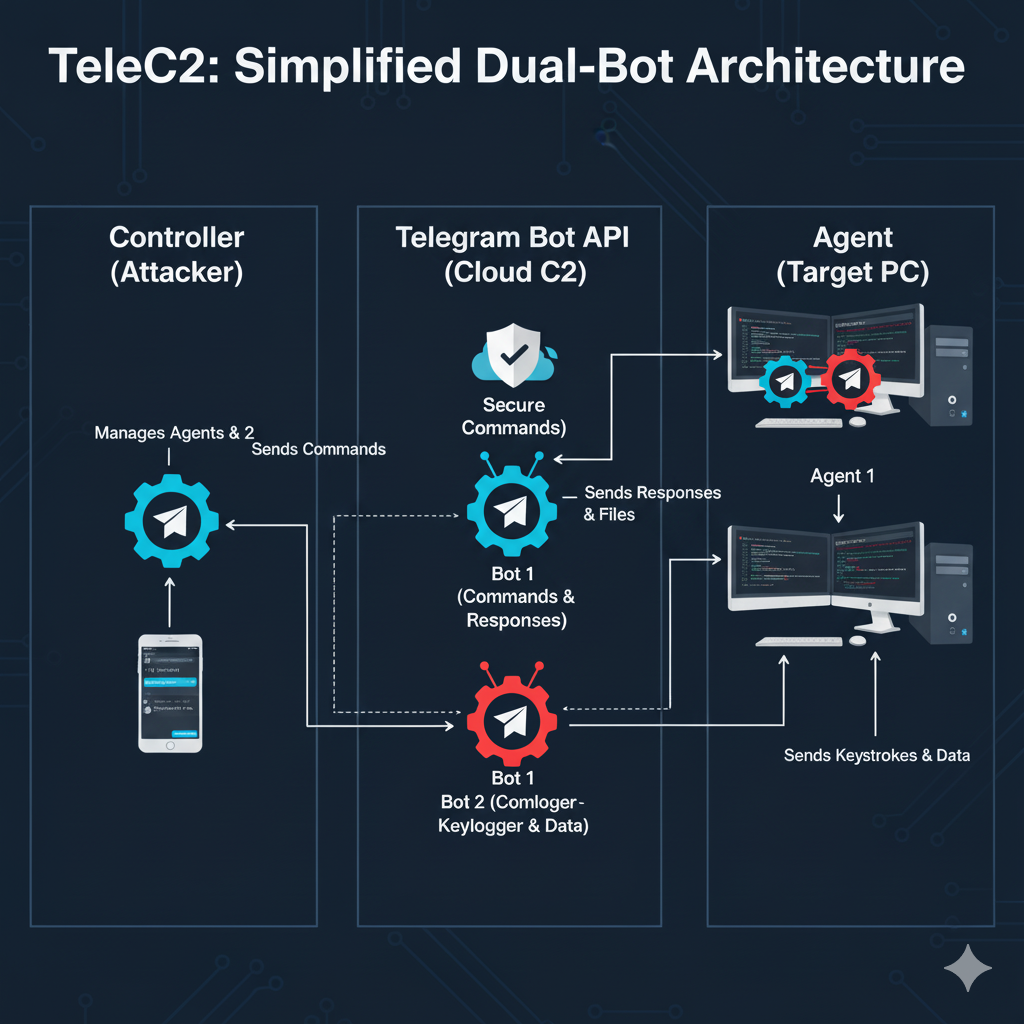 TeleC2: Simplified Dual-Bot Architecture
Controller
(Attacker)
Manages Agents & 2
Sends Commands
Telegram Bot API
(Cloud C2)
Secure
Commands)
Sends Responses
& Files
Bot 1
(Commands &
Responses)
Bot 1
Bot 2 (Comloger-
Keylogger & Data)
Agent
(Target PC)
Agent 1
Sends Keystrokes & Data